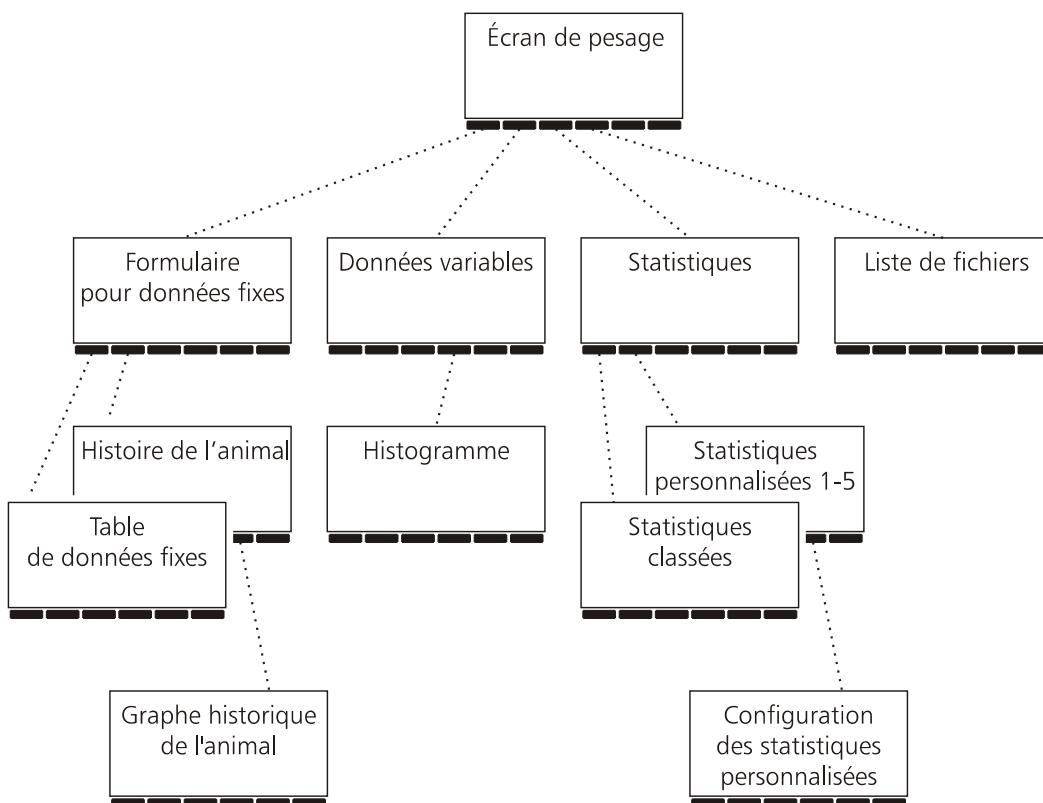 Écran de pesage
Formulaire
pour données fixes
Données variables
Statistiques
Liste de fichiers
Histoire de l'animal
Histogramme
Statistiques
personnalisées 1-5
Table
de données fixes
Statistiques
classées
Graphe historique
de l'animal
Configuration
des statistiques
personnalisées